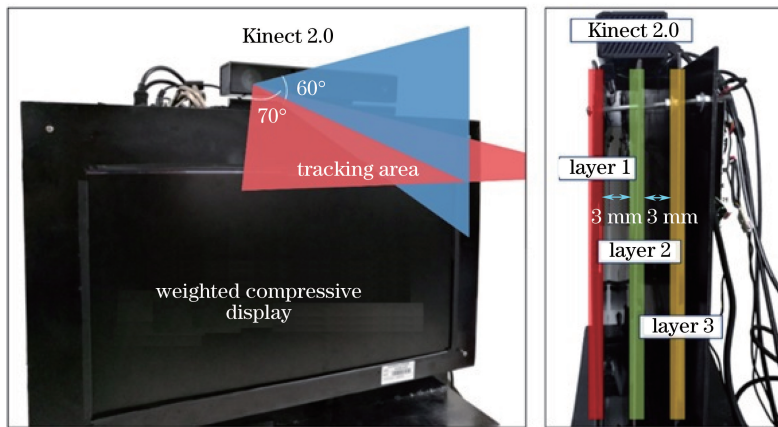 Kinect 2.0
60°
70°
tracking area
weighted compressive
display
Kinect 2.0
layer 1
3 mm
3 mm
layer 2
layer 3